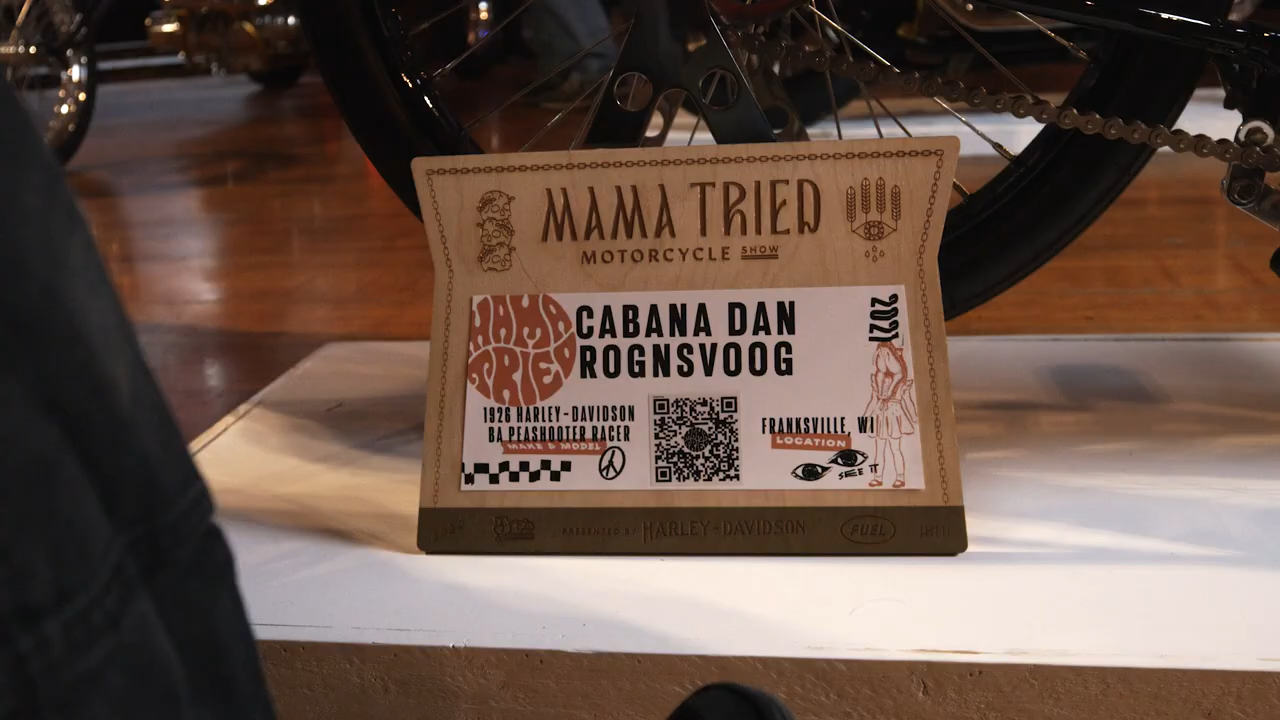 MAMA TRIED
MOTORCYCLE SHOW
MAMA TRIED
CABANA DAN
ROGNSVOOG
2021
1926 HARLEY-DAVIDSON
BA PEASHOOTER RACER
MAKE & MODEL
FRANKSVILLE, WI
LOCATION
SEE IT
PRESENTED BY HARLEY-DAVIDSON
FUEL